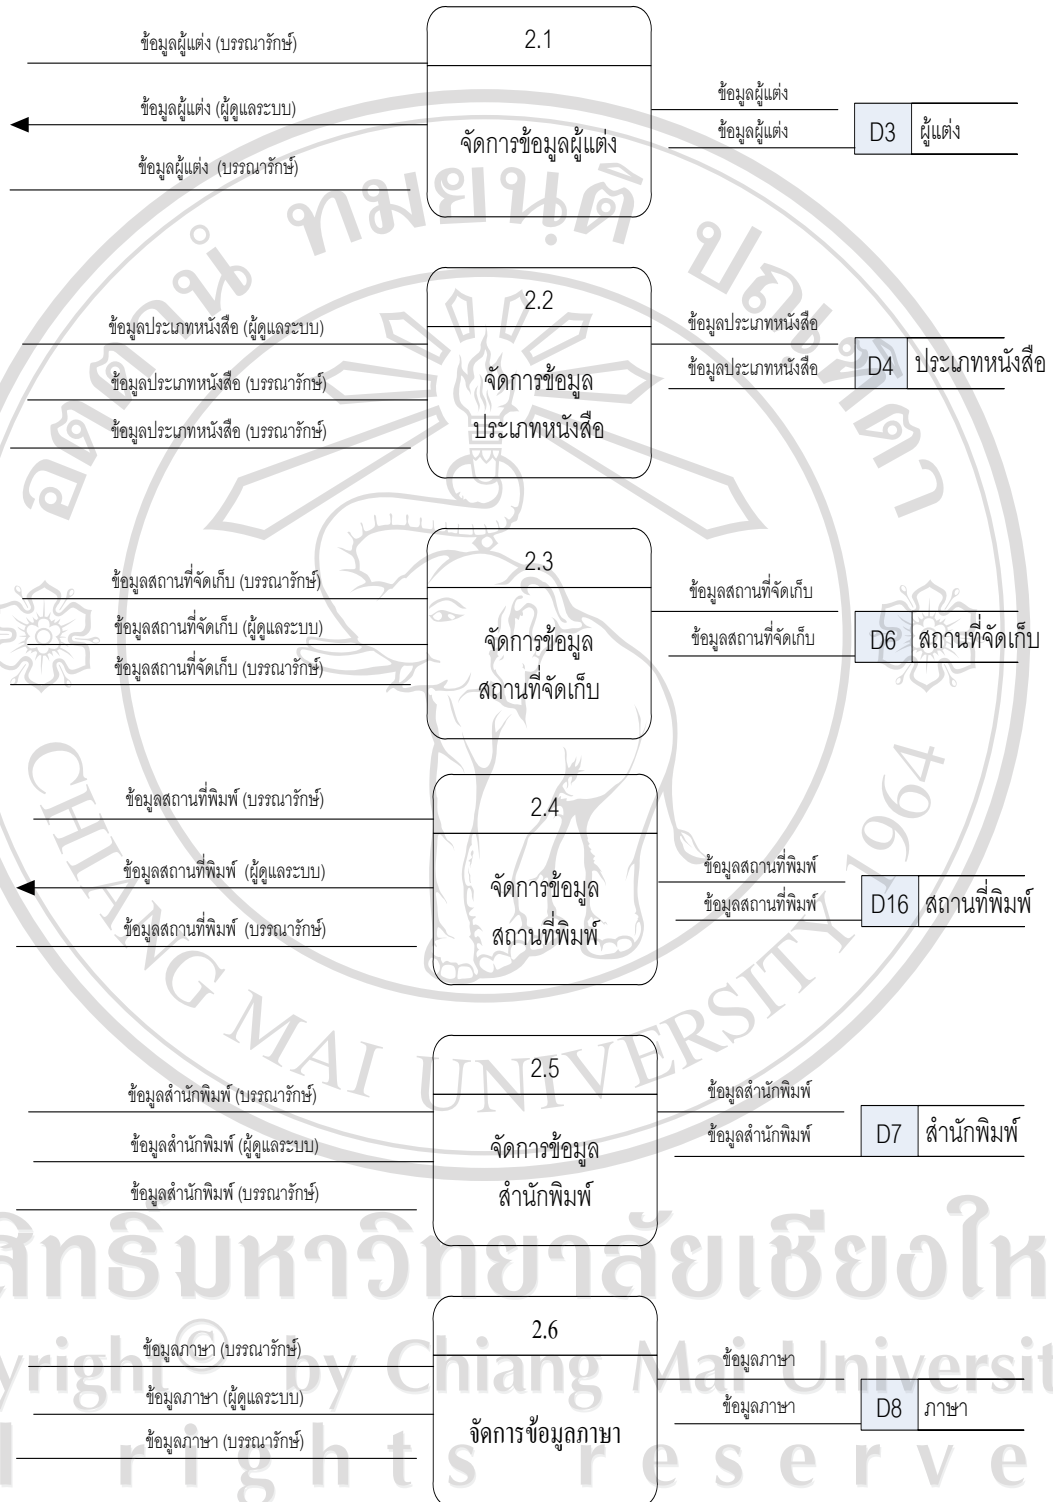 2.1
ข้อมูลผู้แต่ง (บรรณารักษ์)
ข้อมูลผู้แต่ง (ผู้ดูแลระบบ)
ข้อมูลผู้แต่ง (บรรณารักษ์)
จัดการข้อมูลผู้แต่ง
ข้อมูลผู้แต่ง
ข้อมูลผู้แต่ง
D3 ผู้แต่ง
2.2
ข้อมูลประเภทหนังสือ (ผู้ดูแลระบบ)
ข้อมูลประเภทหนังสือ (บรรณารักษ์)
ข้อมูลประเภทหนังสือ (บรรณารักษ์)
จัดการข้อมูล
ประเภทหนังสือ
ข้อมูลประเภทหนังสือ
ข้อมูลประเภทหนังสือ
D4 ประเภทหนังสือ
2.3
ข้อมูลสถานที่จัดเก็บ (บรรณารักษ์)
ข้อมูลสถานที่จัดเก็บ (ผู้ดูแลระบบ)
ข้อมูลสถานที่จัดเก็บ (บรรณารักษ์)
จัดการข้อมูล
สถานที่จัดเก็บ
ข้อมูลสถานที่จัดเก็บ
ข้อมูลสถานที่จัดเก็บ
D6 สถานที่จัดเก็บ
2.4
ข้อมูลสถานที่พิมพ์ (บรรณารักษ์)
ข้อมูลสถานที่พิมพ์ (ผู้ดูแลระบบ)
ข้อมูลสถานที่พิมพ์ (บรรณารักษ์)
จัดการข้อมูล
สถานที่พิมพ์
ข้อมูลสถานที่พิมพ์
ข้อมูลสถานที่พิมพ์
D16 สถานที่พิมพ์
2.5
ข้อมูลสำนักพิมพ์ (บรรณารักษ์)
ข้อมูลสำนักพิมพ์ (ผู้ดูแลระบบ)
ข้อมูลสำนักพิมพ์ (บรรณารักษ์)
จัดการข้อมูล
สำนักพิมพ์
ข้อมูลสำนักพิมพ์
ข้อมูลสำนักพิมพ์
D7 สำนักพิมพ์
2.6
ข้อมูลภาษา (บรรณารักษ์)
ข้อมูลภาษา (ผู้ดูแลระบบ)
ข้อมูลภาษา (บรรณารักษ์)
จัดการข้อมูลภาษา
ข้อมูลภาษา
ข้อมูลภาษา
D8 ภาษา
อตฺตานํ ทมยนฺติ ปณฺฑิตา
CHIANG MAI UNIVERSITY 1964
by Chiang Mai
rights